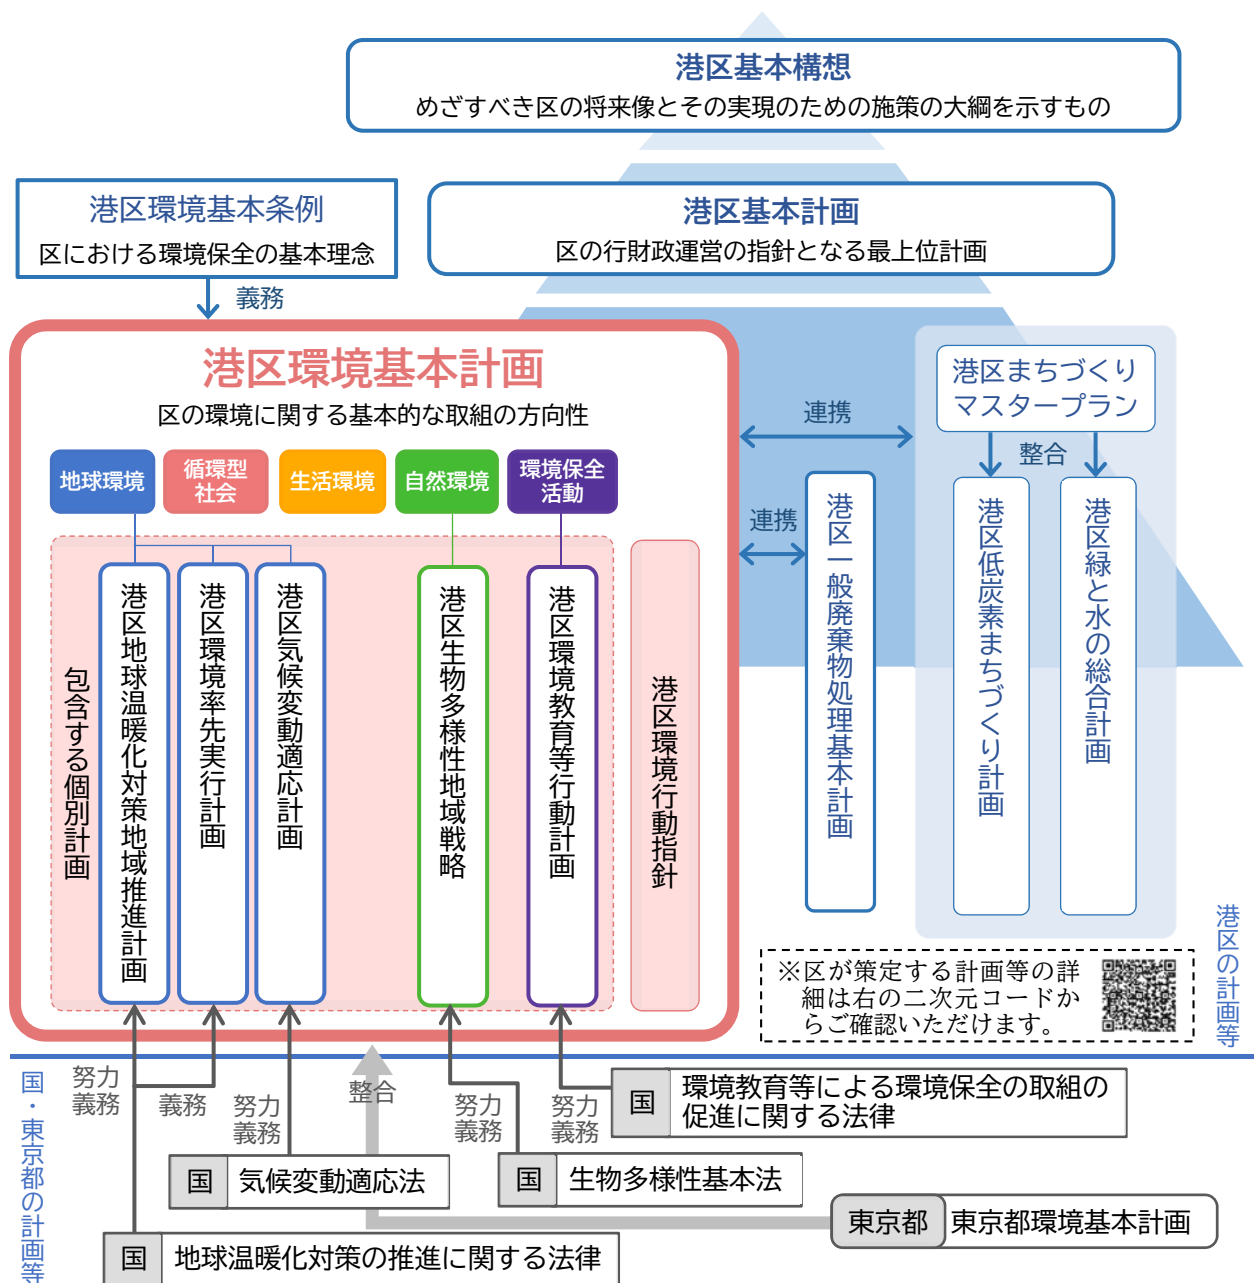 港区基本構想
めざすべき区の将来像とその実現のための施策の大綱を示すもの
港区環境基本条例
区における環境保全の基本理念
港区基本計画
区の行財政運営の指針となる最上位計画
義務
港区環境基本計画
区の環境に関する基本的な取組の方向性
地球環境
循環型
社会
生活環境
自然環境
環境保全
活動
包含する個別計画
港区地球温暖化対策地域推進計画
港区環境率先実行計画
港区気候変動適応計画
港区生物多様性地域戦略
港区環境教育等行動計画
港区環境行動指針
連携
連携
港区一般廃棄物処理基本計画
港区まちづくり
マスタープラン
整合
港区低炭素まちづくり計画
港区緑と水の総合計画
※区が策定する計画等の詳
細は右の二次元コードか
らご確認いただけます。
港区の計画等
国・東京都の計画等
努力
義務
義務
努力
義務
整合
努力
義務
努力
義務
国 環境教育等による環境保全の取組の
促進に関する法律
国 気候変動適応法
国 生物多様性基本法
東京都 東京都環境基本計画
国 地球温暖化対策の推進に関する法律